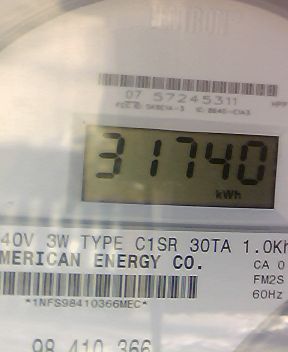 07 57245311
31740
kWh
40V 3W TYPE C1SR 30TA 1.0Kh
MERICAN ENERGY CO.
CA 0
FM2S
60Hz
*1NFS98410366MEC*
98 410 366